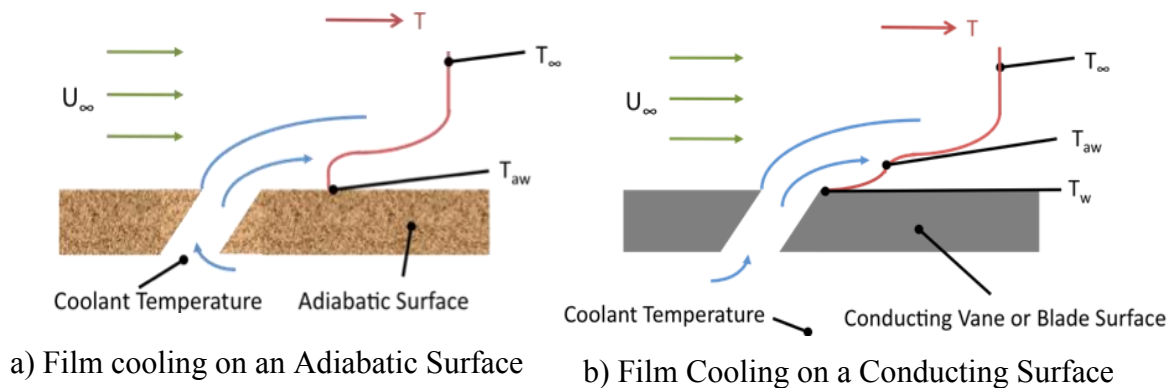 T
T∞
U∞
Taw
Coolant Temperature
Adiabatic Surface
a) Film cooling on an Adiabatic Surface
T
T∞
U∞
Taw
Tw
Coolant Temperature
Conducting Vane or Blade Surface
b) Film Cooling on a Conducting Surface